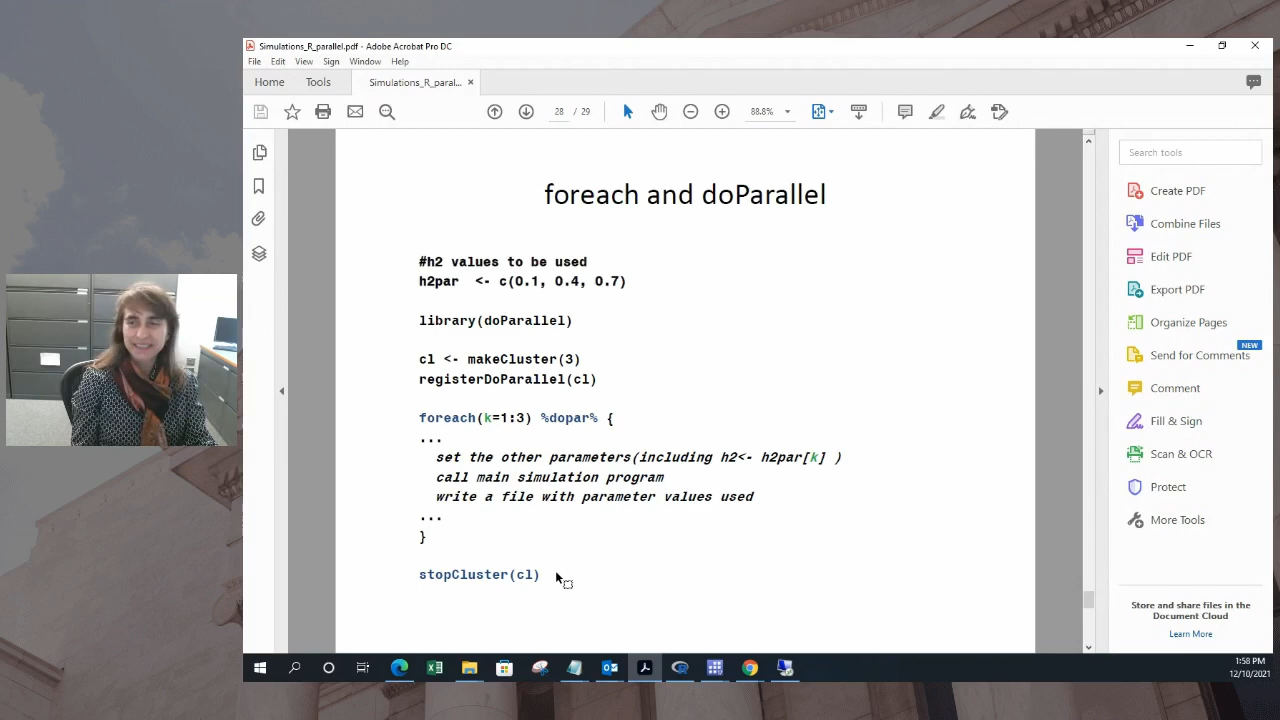 Simulations_R_parallel.pdf - Adobe Acrobat Pro DC
File Edit View Sign Window Help
Home Tools Simulations_R_paral... ×
28 / 29 88.8%
foreach and doParallel
#h2 values to be used
h2par <- c(0.1, 0.4, 0.7)
library(doParallel)
cl <- makeCluster(3)
registerDoParallel(cl)
foreach(k=1:3) %dopar% {
...
set the other parameters(including h2<- h2par[k] )
call main simulation program
write a file with parameter values used
...
}
stopCluster(cl)
Search tools
Create PDF
Combine Files
Edit PDF
Export PDF
Organize Pages
NEW
Send for Comments
Comment
Fill & Sign
Scan & OCR
Protect
More Tools
Store and share files in the
Document Cloud
Learn More
1:58 PM
12/10/2021